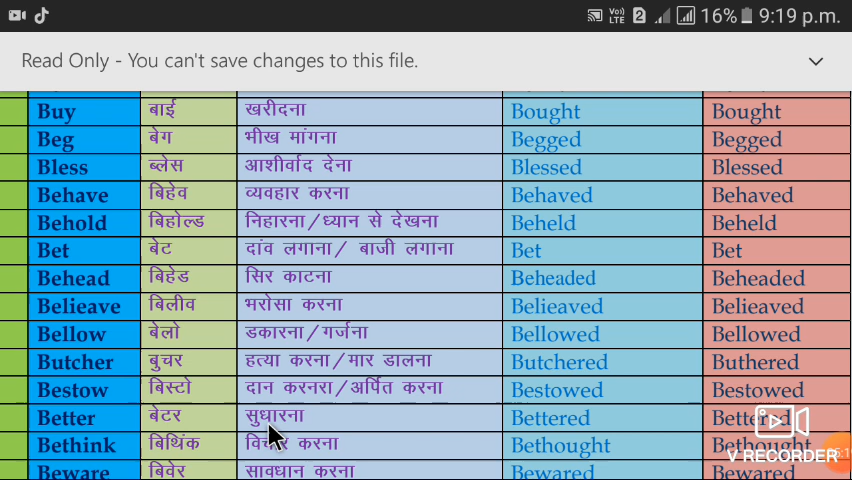 VoLTE 2 16% 9:19 p.m.
Read Only - You can't save changes to this file.
Buy बाई खरीदना Bought Bought
Beg बेग भीख मांगना Begged Begged
Bless ब्लेस आशीर्वाद देना Blessed Blessed
Behave बिहेव व्यवहार करना Behaved Behaved
Behold बिहोल्ड निहारना/ध्यान से देखना Beheld Beheld
Bet बेट दांव लगाना/ बाजी लगाना Bet Bet
Behead बिहेड सिर काटना Beheaded Beheaded
Belieave बिलीव भरोसा करना Belieaved Belieaved
Bellow बेलो डकारना/गर्जना Bellowed Bellowed
Butcher बुचर हत्या करना/मार डालना Butchered Buthered
Bestow बिस्टो दान करनरा/अर्पित करना Bestowed Bestowed
Better बेटर सुधारना Bettered Bettered
Bethink बिथिंक विचार करना Bethought Bethought
Beware बिवेर सावधान करना Bewared Bewared
V RECORDER